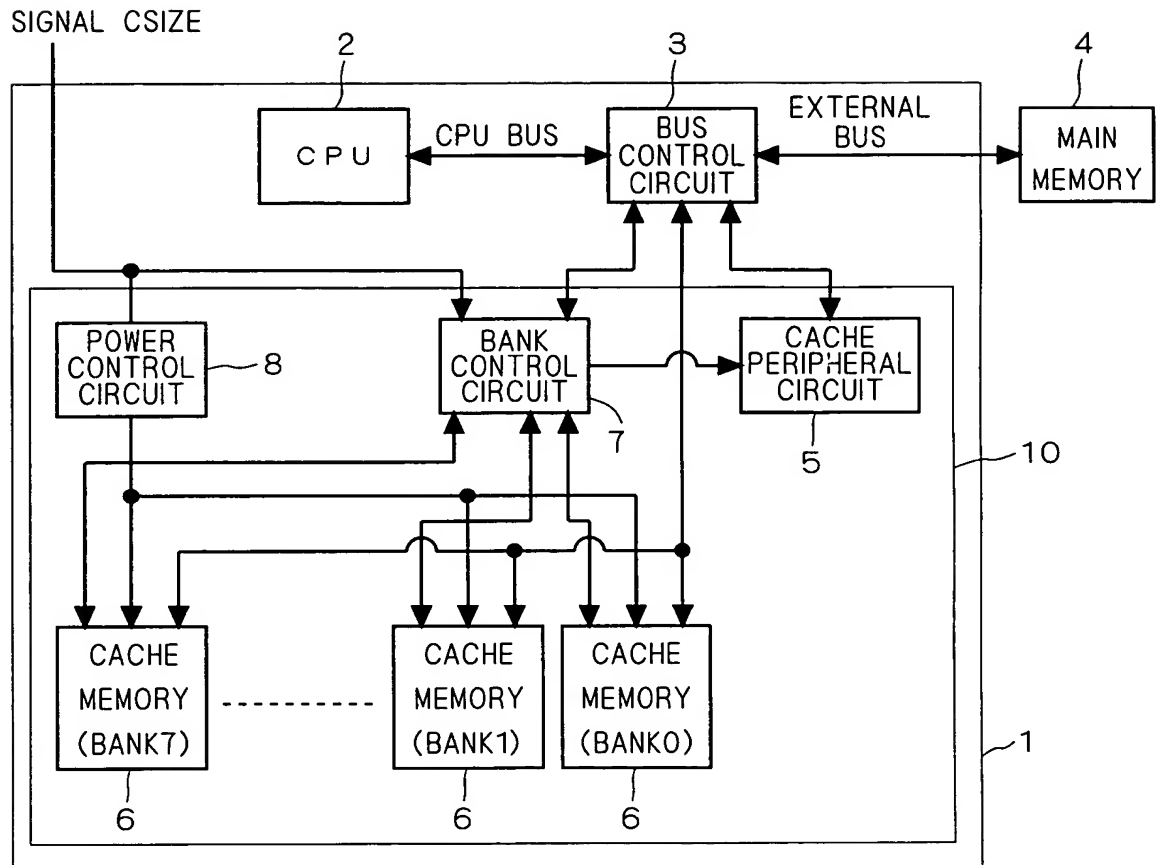 SIGNAL CSIZE
2
3
4
CPU
CPU BUS
BUS
CONTROL
CIRCUIT
EXTERNAL
BUS
MAIN
MEMORY
POWER
CONTROL
CIRCUIT
8
BANK
CONTROL
CIRCUIT
7
CACHE
PERIPHERAL
CIRCUIT
5
10
CACHE
MEMORY
(BANK7)
6
CACHE
MEMORY
(BANK1)
6
CACHE
MEMORY
(BANK0)
6
1